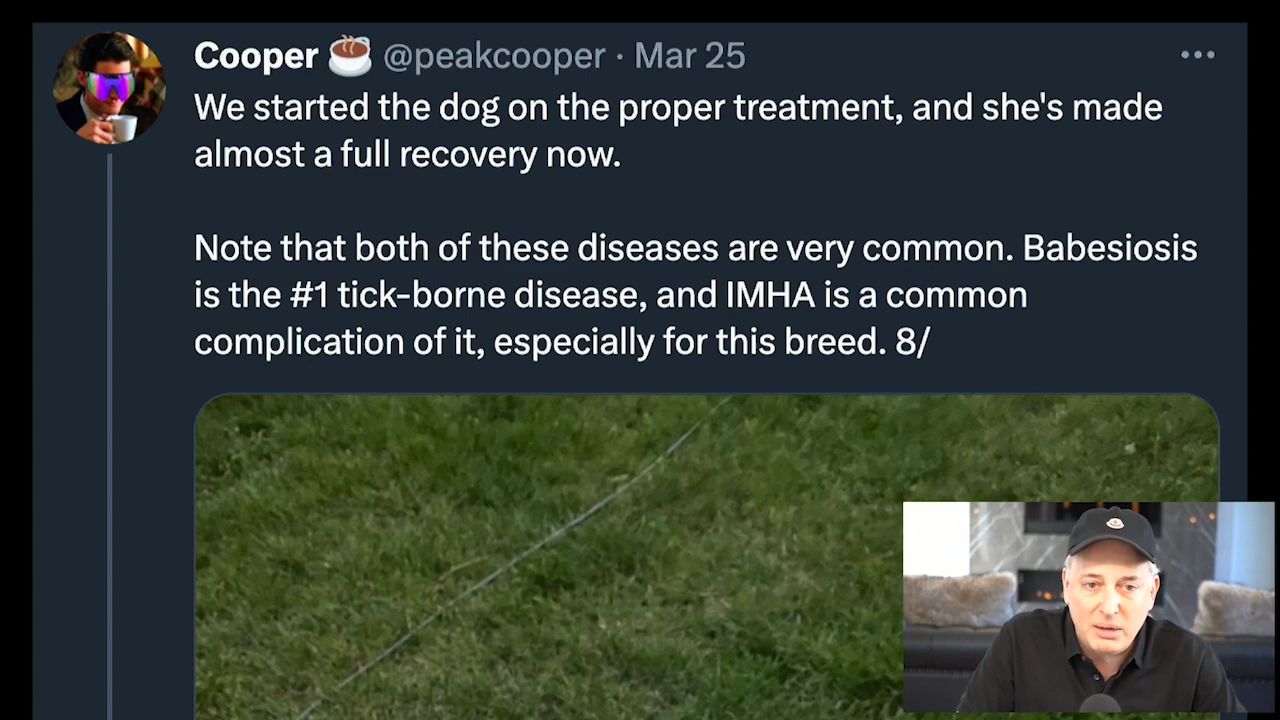 Cooper ☕ @peakcooper · Mar 25
We started the dog on the proper treatment, and she's made
almost a full recovery now.
Note that both of these diseases are very common. Babesiosis
is the #1 tick-borne disease, and IMHA is a common
complication of it, especially for this breed. 8/